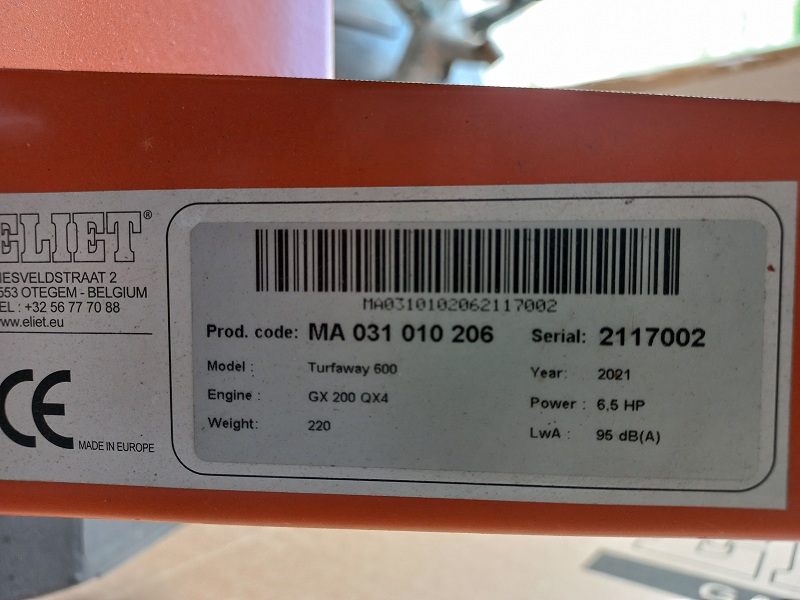 ELIET®
IESVELDSTRAAT 2
553 OTEGEM - BELGIUM
EL : +32 56 77 70 88
www.eliet.eu
CE
MADE IN EUROPE
MA0310102062117002
Prod. code: MA 031 010 206
Serial: 2117002
Model : Turfaway 600
Year: 2021
Engine : GX 200 QX4
Power : 6,5 HP
Weight: 220
LwA : 95 dB(A)